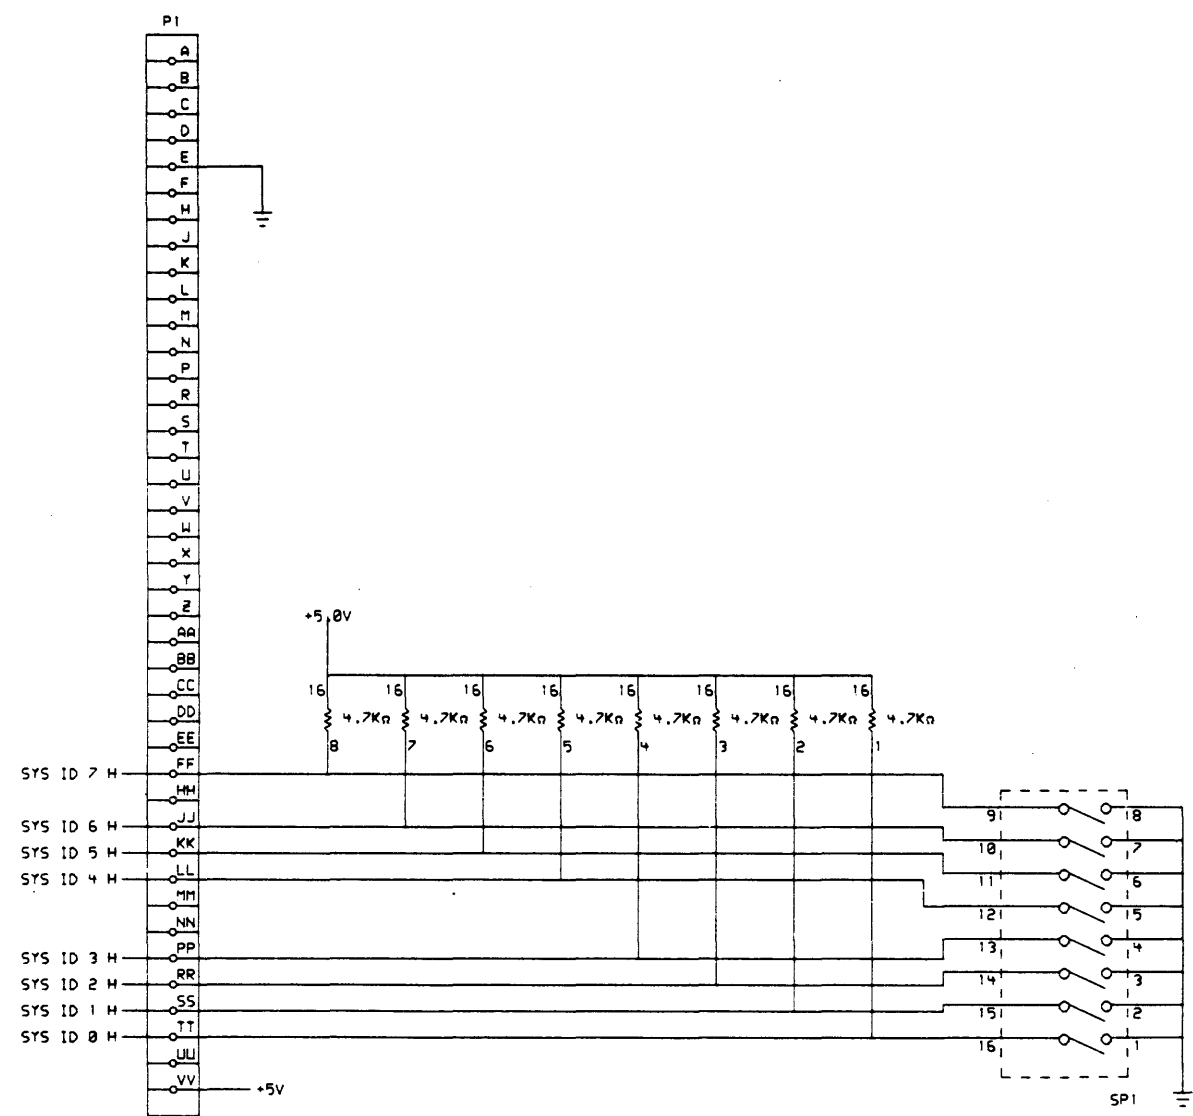 P1
A
B
C
D
E
F
H
J
K
L
M
N
P
R
S
T
U
V
W
X
Y
Z
AA
+5.0V
BB
CC
16 16 16 16 16 16 16 16
DD
4.7KΩ 4.7KΩ 4.7KΩ 4.7KΩ 4.7KΩ 4.7KΩ 4.7KΩ 4.7KΩ
EE
8 7 6 5 4 3 2 1
SYS ID 7 H FF
HH
9 8
SYS ID 6 H JJ
SYS ID 5 H KK
10 7
SYS ID 4 H LL
11 6
MM
12 5
NN
13 4
SYS ID 3 H PP
SYS ID 2 H RR
14 3
SYS ID 1 H SS
15 2
SYS ID 0 H TT
16 1
UU
VV +5V
SP1